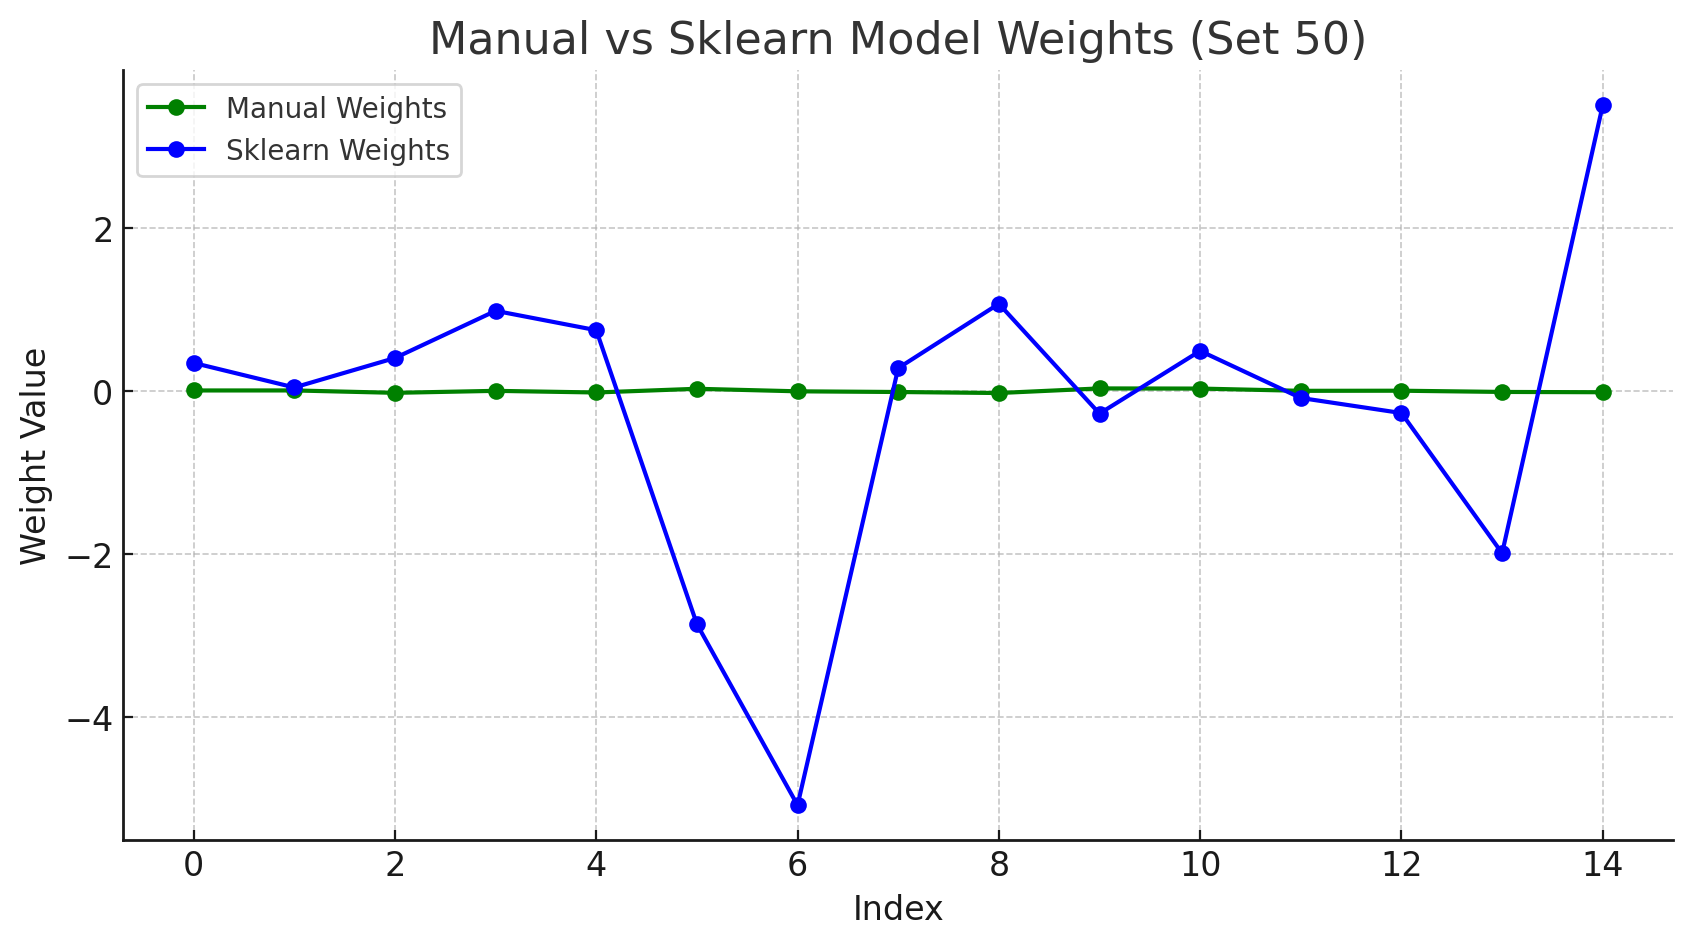 Manual vs Sklearn Model Weights (Set 50)
Manual Weights
Sklearn Weights
Weight Value
2
0
−2
−4
0 2 4 6 8 10 12 14
Index